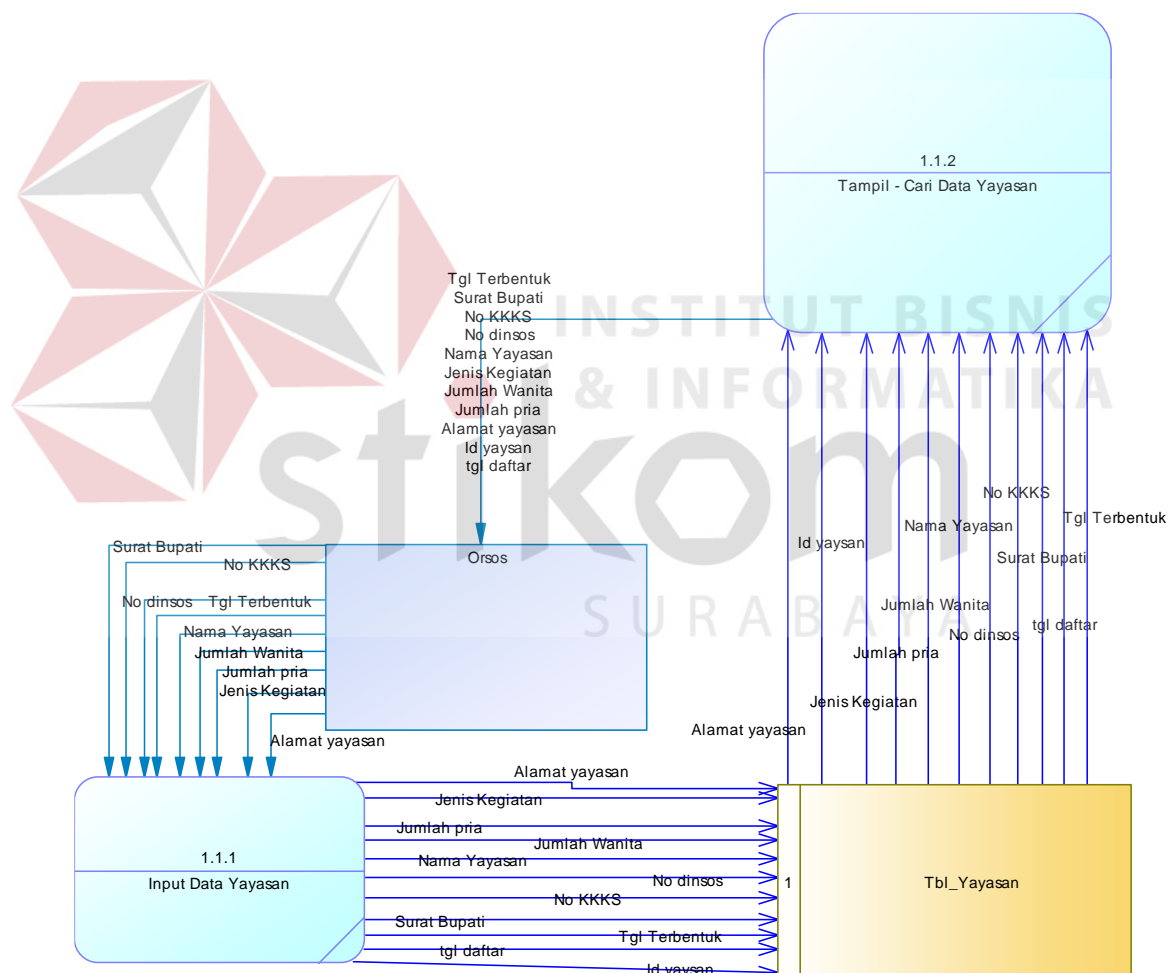 1.1.2
Tampil - Cari Data Yayasan
Tgl Terbentuk
Surat Bupati
No KKKS
No dinsos
Nama Yayasan
Jenis Kegiatan
Jumlah Wanita
Jumlah pria
Alamat yayasan
Id yaysan
tgl daftar
INSTITUT BISNIS
& INFORMATIKA
stikom
SURABAYA
No KKKS
Tgl Terbentuk
Nama Yayasan
Id yaysan
Surat Bupati
Jumlah Wanita
tgl daftar
No dinsos
Jumlah pria
Jenis Kegiatan
Alamat yayasan
Orsos
Surat Bupati
No KKKS
No dinsos
Tgl Terbentuk
Nama Yayasan
Jumlah Wanita
Jumlah pria
Jenis Kegiatan
Alamat yayasan
1.1.1
Input Data Yayasan
Alamat yayasan
Jenis Kegiatan
Jumlah pria
Jumlah Wanita
Nama Yayasan
No dinsos
No KKKS
Surat Bupati
Tgl Terbentuk
tgl daftar
Id yaysan
1
Tbl_Yayasan